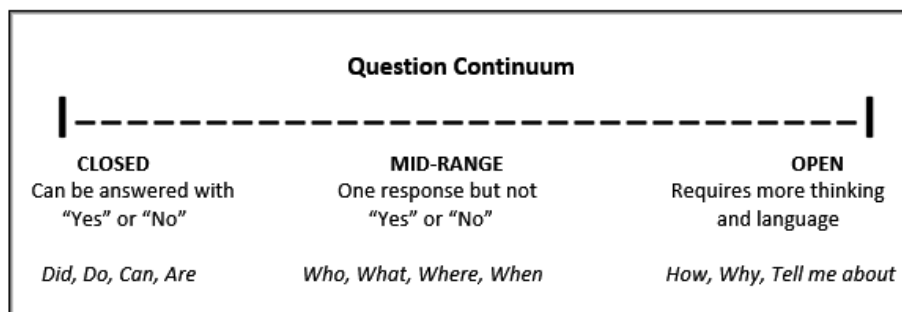 Question Continuum
CLOSED
Can be answered with
“Yes” or “No”
Did, Do, Can, Are
MID-RANGE
One response but not
“Yes” or “No”
Who, What, Where, When
OPEN
Requires more thinking
and language
How, Why, Tell me about